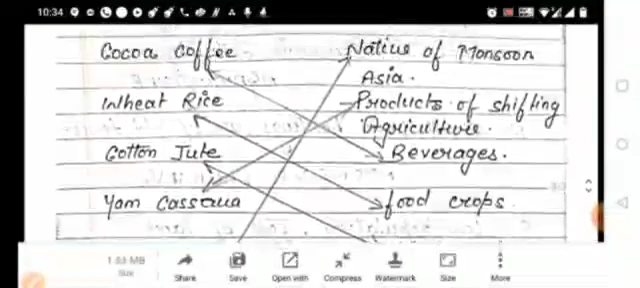 10:34
Cocoa Coffee Native of Monsoon
Asia.
Wheat Rice Products of shifting
Agriculture.
Cotton Jute Beverages.
Yam Cassava food crops
1.53 MB
Size Share Save Open with Compress Watermark Size More